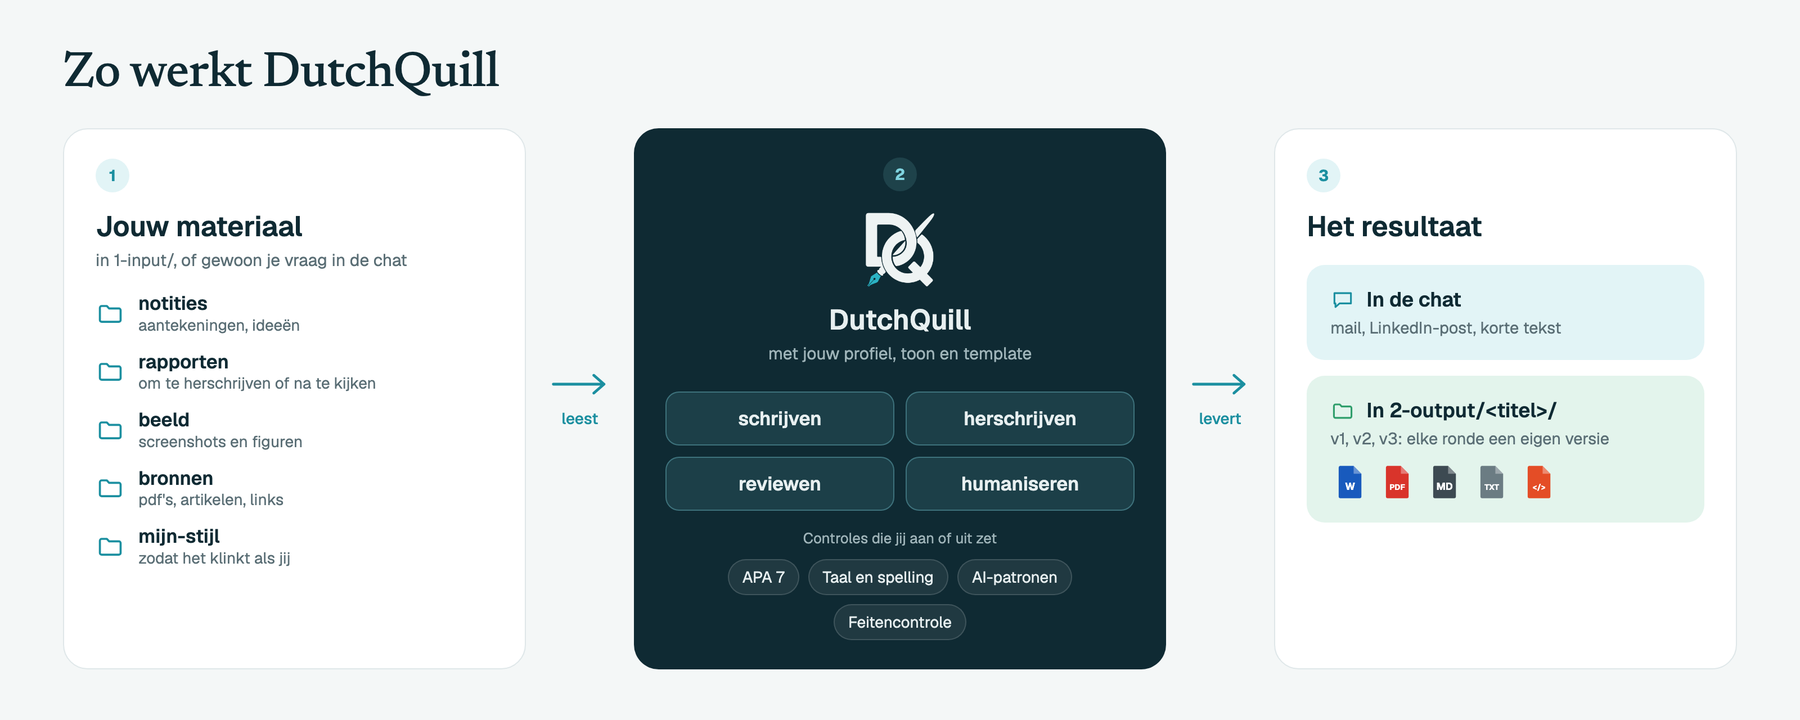 Zo werkt DutchQuill
1
Jouw materiaal
in 1-input/, of gewoon je vraag in de chat
notities
aantekeningen, ideeën
rapporten
om te herschrijven of na te kijken
beeld
screenshots en figuren
bronnen
pdf's, artikelen, links
mijn-stijl
zodat het klinkt als jij
leest
2
DQ
DutchQuill
met jouw profiel, toon en template
schrijven
herschrijven
reviewen
humaniseren
Controles die jij aan of uit zet
APA 7
Taal en spelling
AI-patronen
Feitencontrole
levert
3
Het resultaat
In de chat
mail, LinkedIn-post, korte tekst
In 2-output/<titel>/
v1, v2, v3: elke ronde een eigen versie
W
PDF
MD
TXT
</>